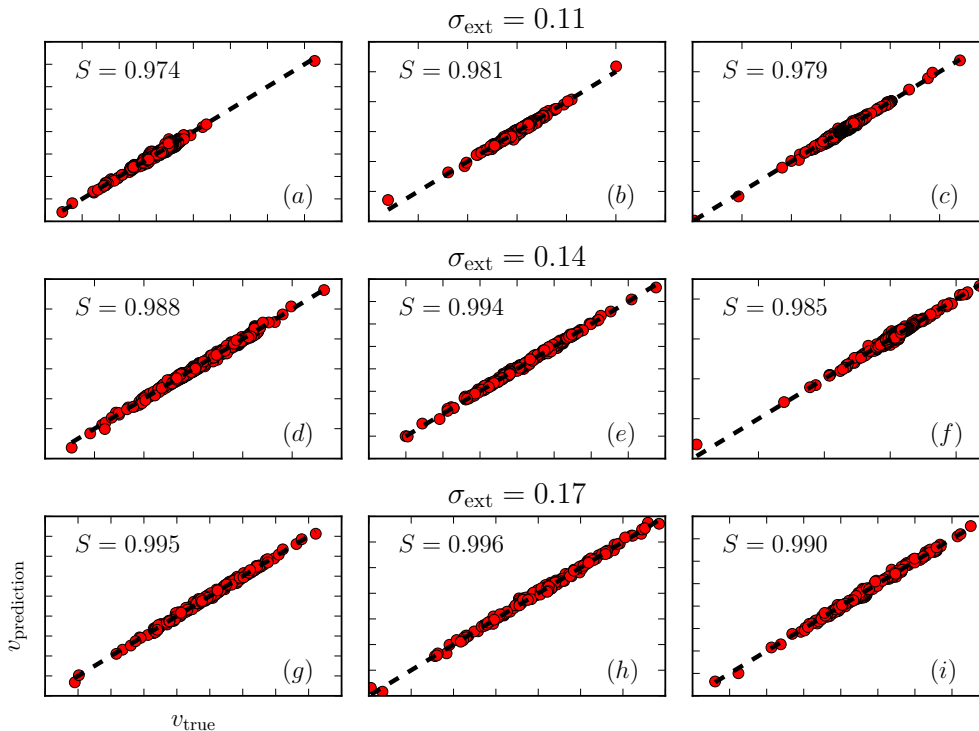 σ_ext = 0.11
S = 0.974
S = 0.981
S = 0.979
(a)
(b)
(c)
σ_ext = 0.14
S = 0.988
S = 0.994
S = 0.985
(d)
(e)
(f)
σ_ext = 0.17
S = 0.995
S = 0.996
S = 0.990
(g)
(h)
(i)
v_prediction
v_true